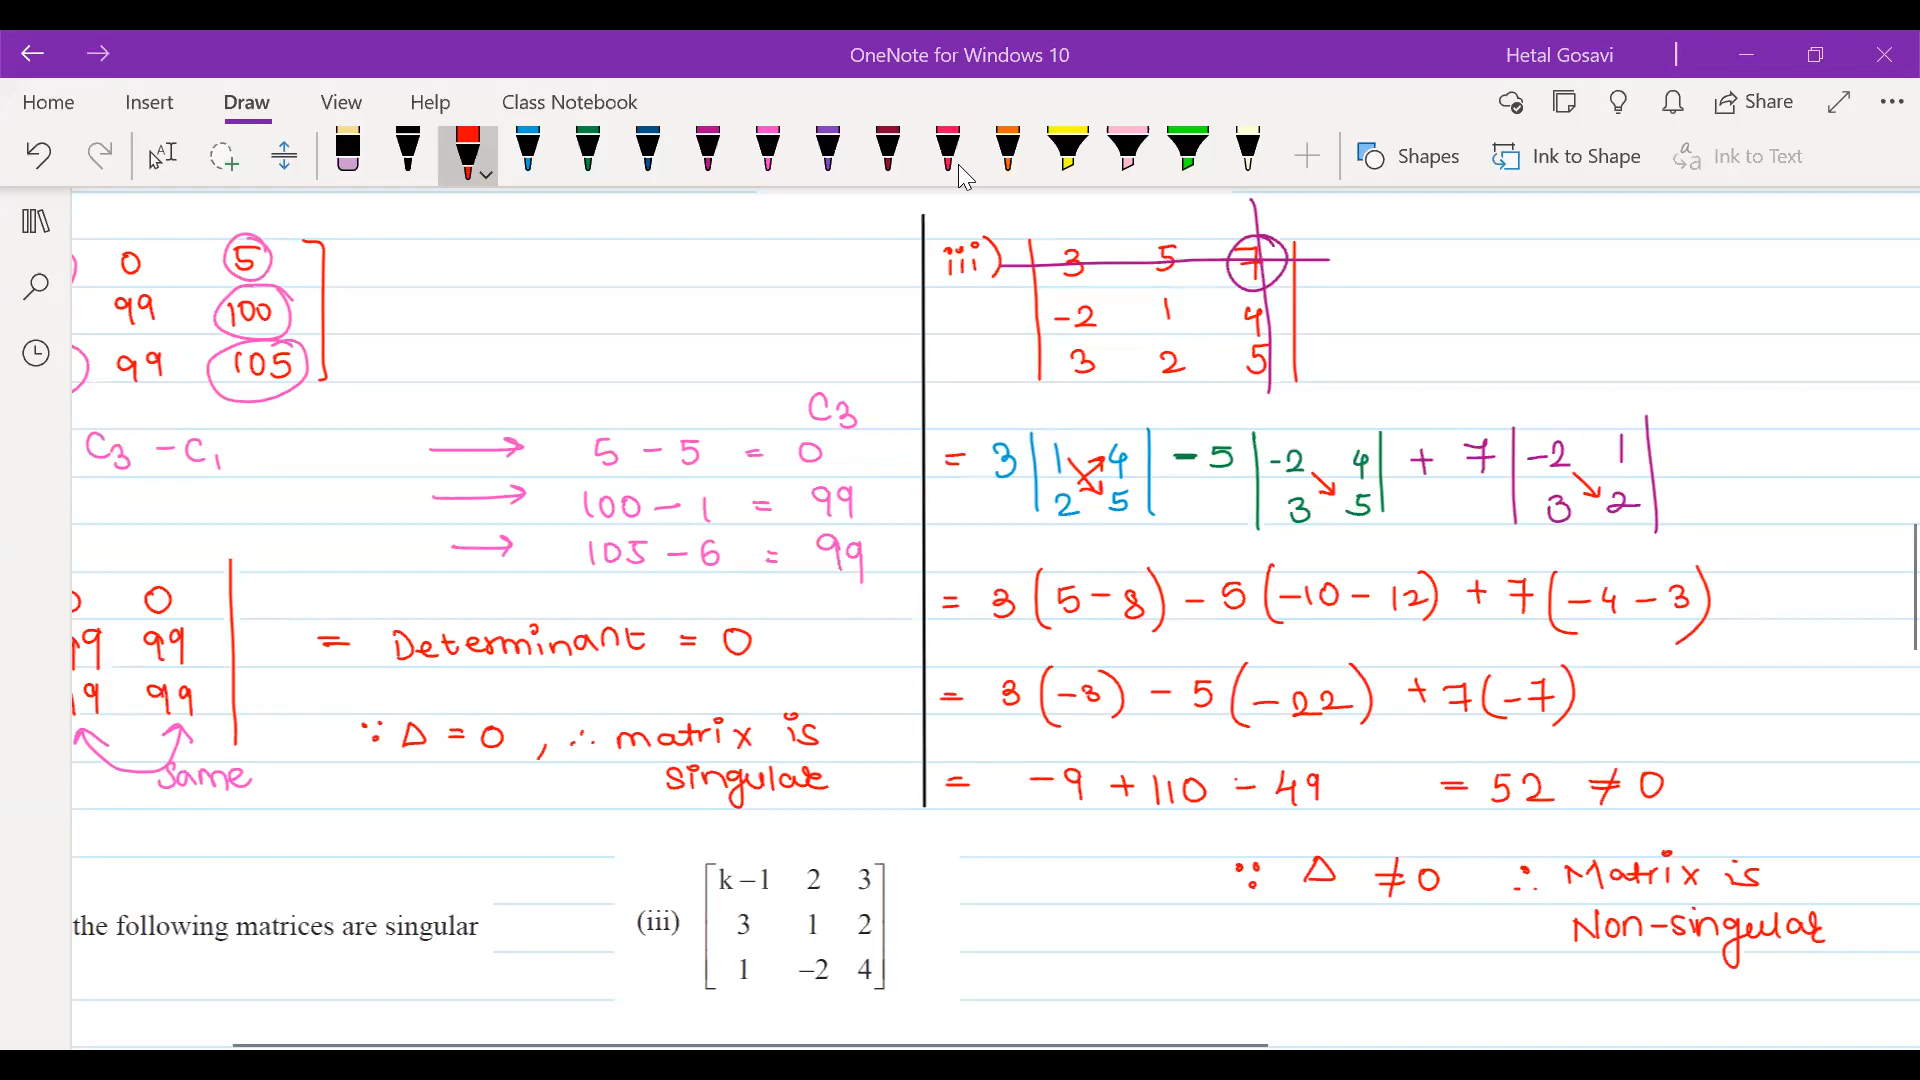 OneNote for Windows 10
Hetal Gosavi
Home Insert Draw View Help Class Notebook Share
Shapes Ink to Shape Ink to Text
0 5
99 100
99 105
C3
C3 - C1 → 5 - 5 = 0
→ 100 - 1 = 99
→ 105 - 6 = 99
0 0
99 99
99 99
Same
= Determinant = 0
∵ Δ = 0 , ∴ matrix is
singular
iii) 3 5 7
-2 1 4
3 2 5
= 3 | 1 4 | - 5 | -2 4 | + 7 | -2 1 |
2 5 3 5 3 2
= 3 (5 - 8) - 5 (-10 - 12) + 7 (-4 - 3)
= 3 (-3) - 5 (-22) + 7 (-7)
= -9 + 110 - 49 = 52 ≠ 0
∵ Δ ≠ 0 ∴ Matrix is
Non-singular
the following matrices are singular
(iii) k – 1 2 3
3 1 2
1 –2 4